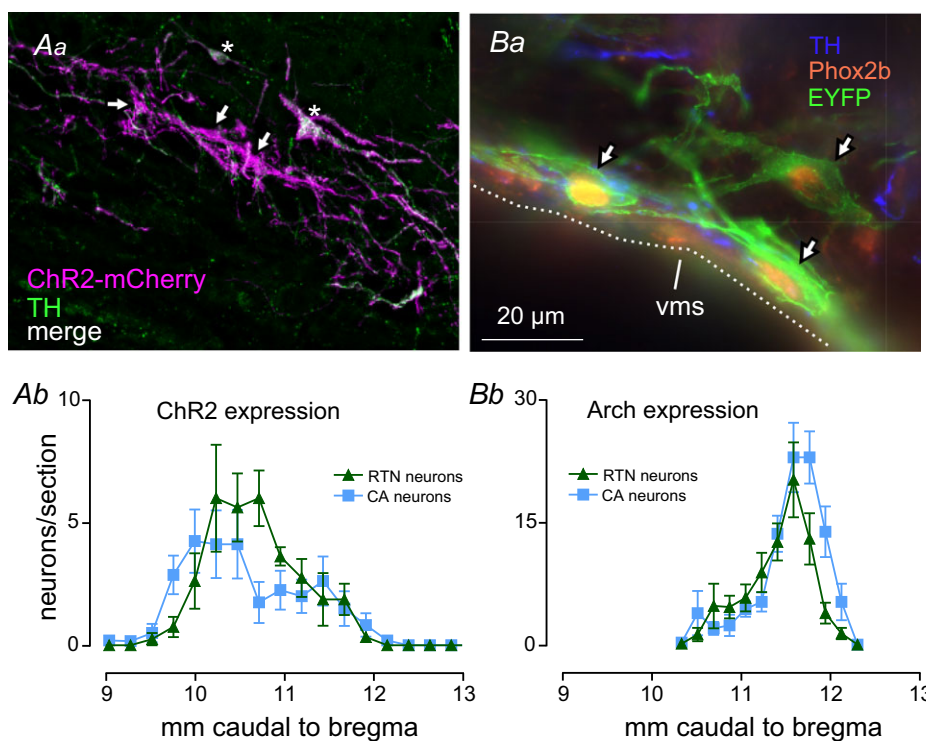 Aa
*
*
ChR2-mCherry
TH
merge
Ba
TH
Phox2b
EYFP
vms
20 µm
Ab
ChR2 expression
RTN neurons
CA neurons
neurons/section
10
5
0
9 10 11 12 13
mm caudal to bregma
Bb
Arch expression
RTN neurons
CA neurons
30
15
0
9 10 11 12 13
mm caudal to bregma